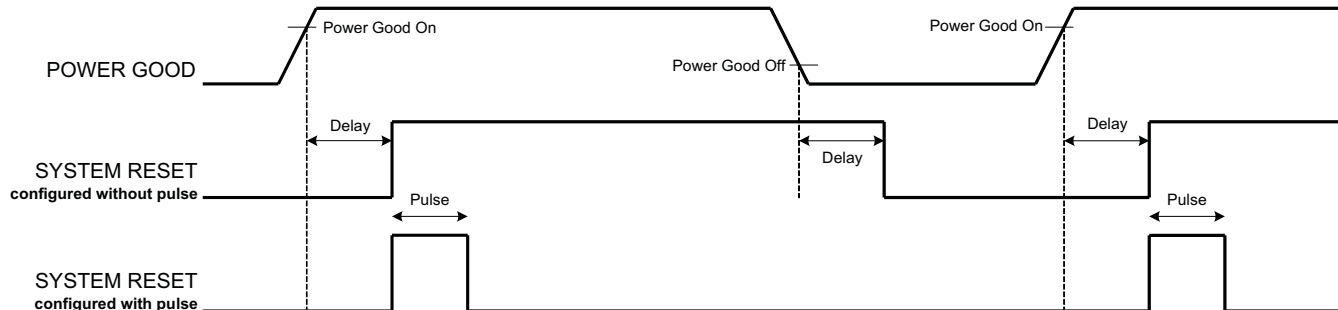 Power Good On
Power Good On
POWER GOOD
Power Good Off
Delay
Delay
Delay
SYSTEM RESET
configured without pulse
Pulse
Pulse
SYSTEM RESET
configured with pulse